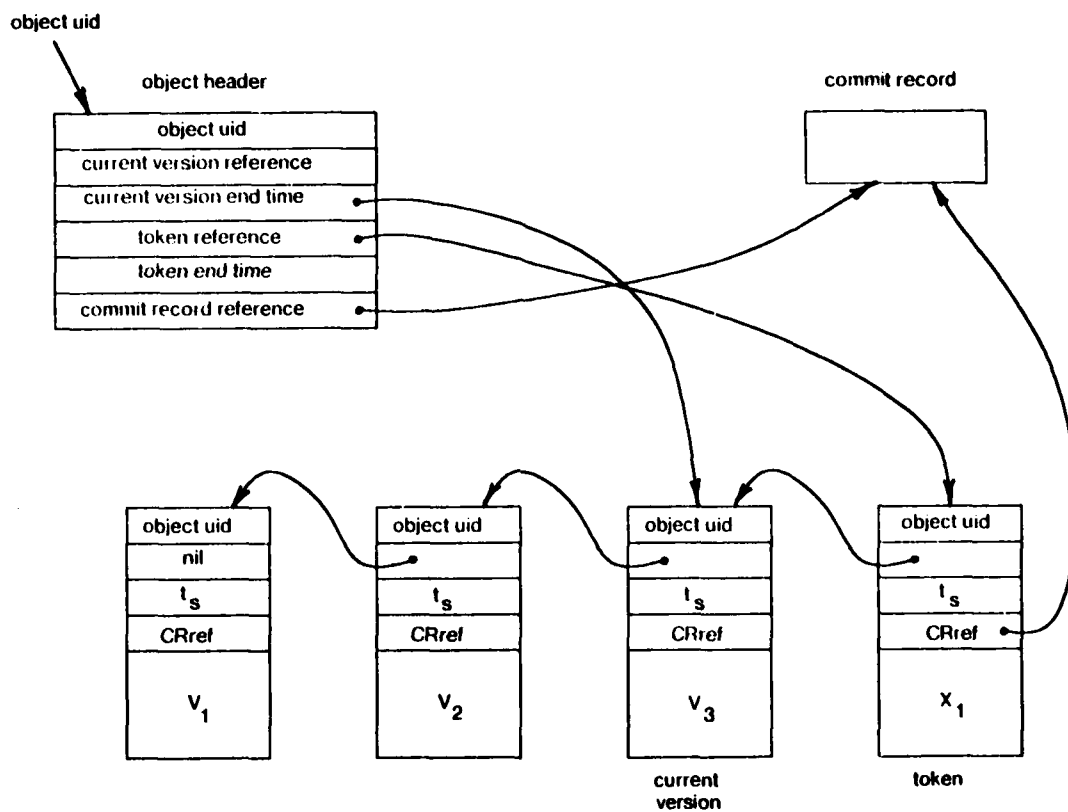 object uid
object header
commit record
object uid
current version reference
current version end time
token reference
token end time
commit record reference
object uid
nil
t_s
CRref
V_1
object uid
t_s
CRref
V_2
object uid
t_s
CRref
V_3
object uid
t_s
CRref
X_1
current
version
token